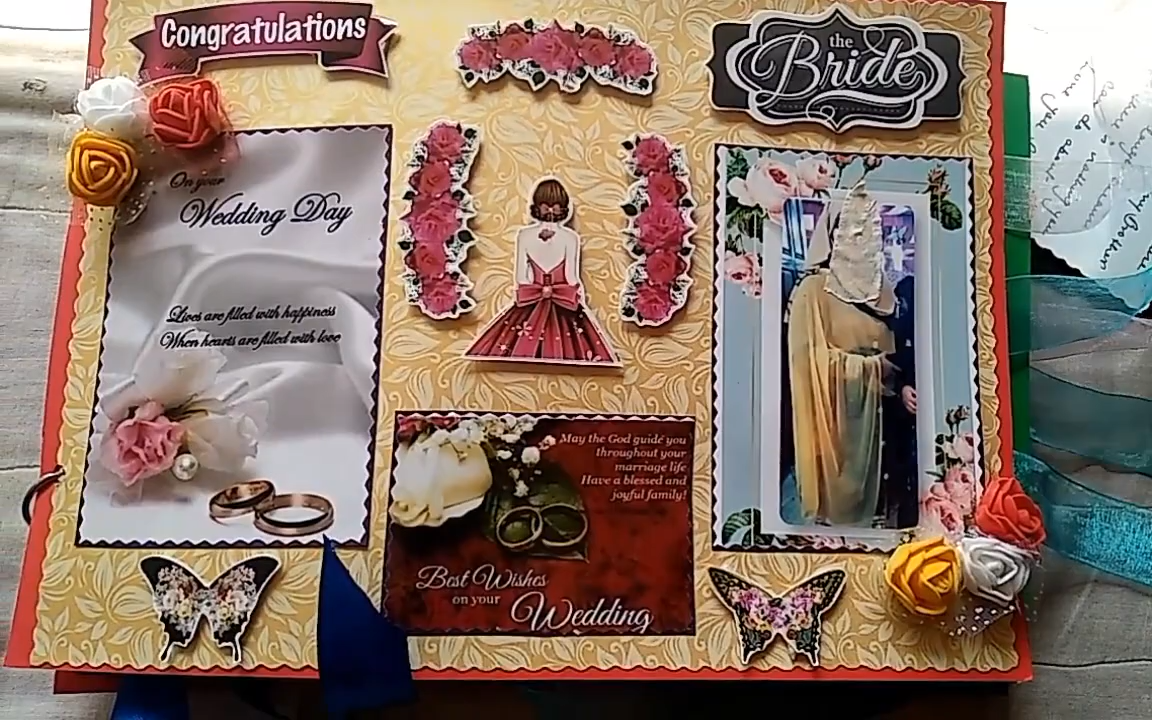 Congratulations
the
Bride
On your
Wedding Day
Lives are filled with happiness
When hearts are filled with love
May the God guide you
throughout your
marriage life
Have a blessed and
joyful family!
Best Wishes
on your
Wedding